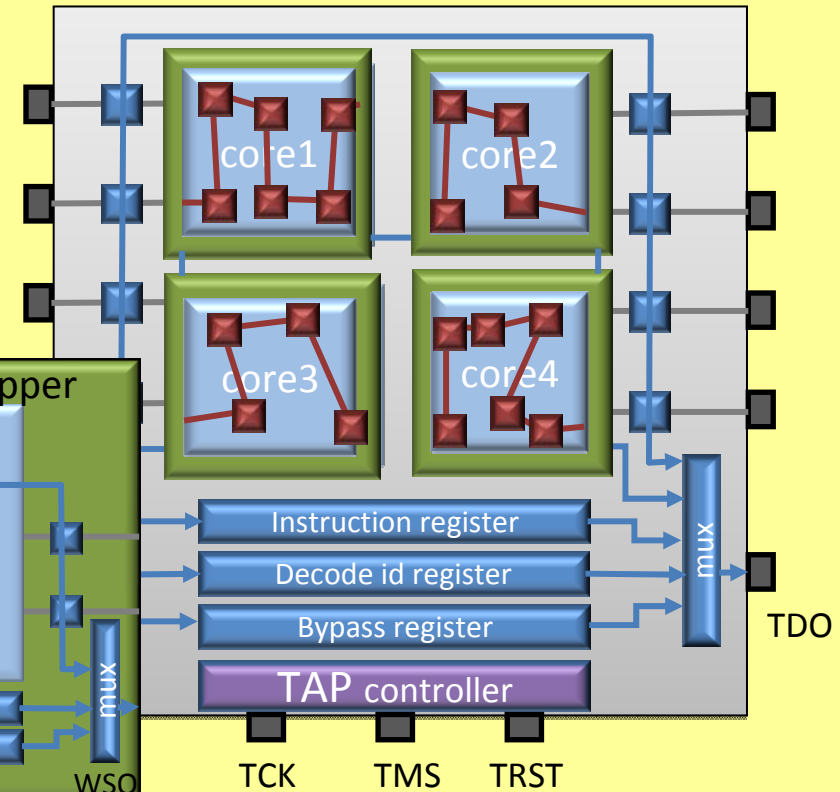 core1
core2
core3
core4
pper
Instruction register
Decode id register
Bypass register
TAP controller
mux
mux
TDO
WSO
TCK
TMS
TRST